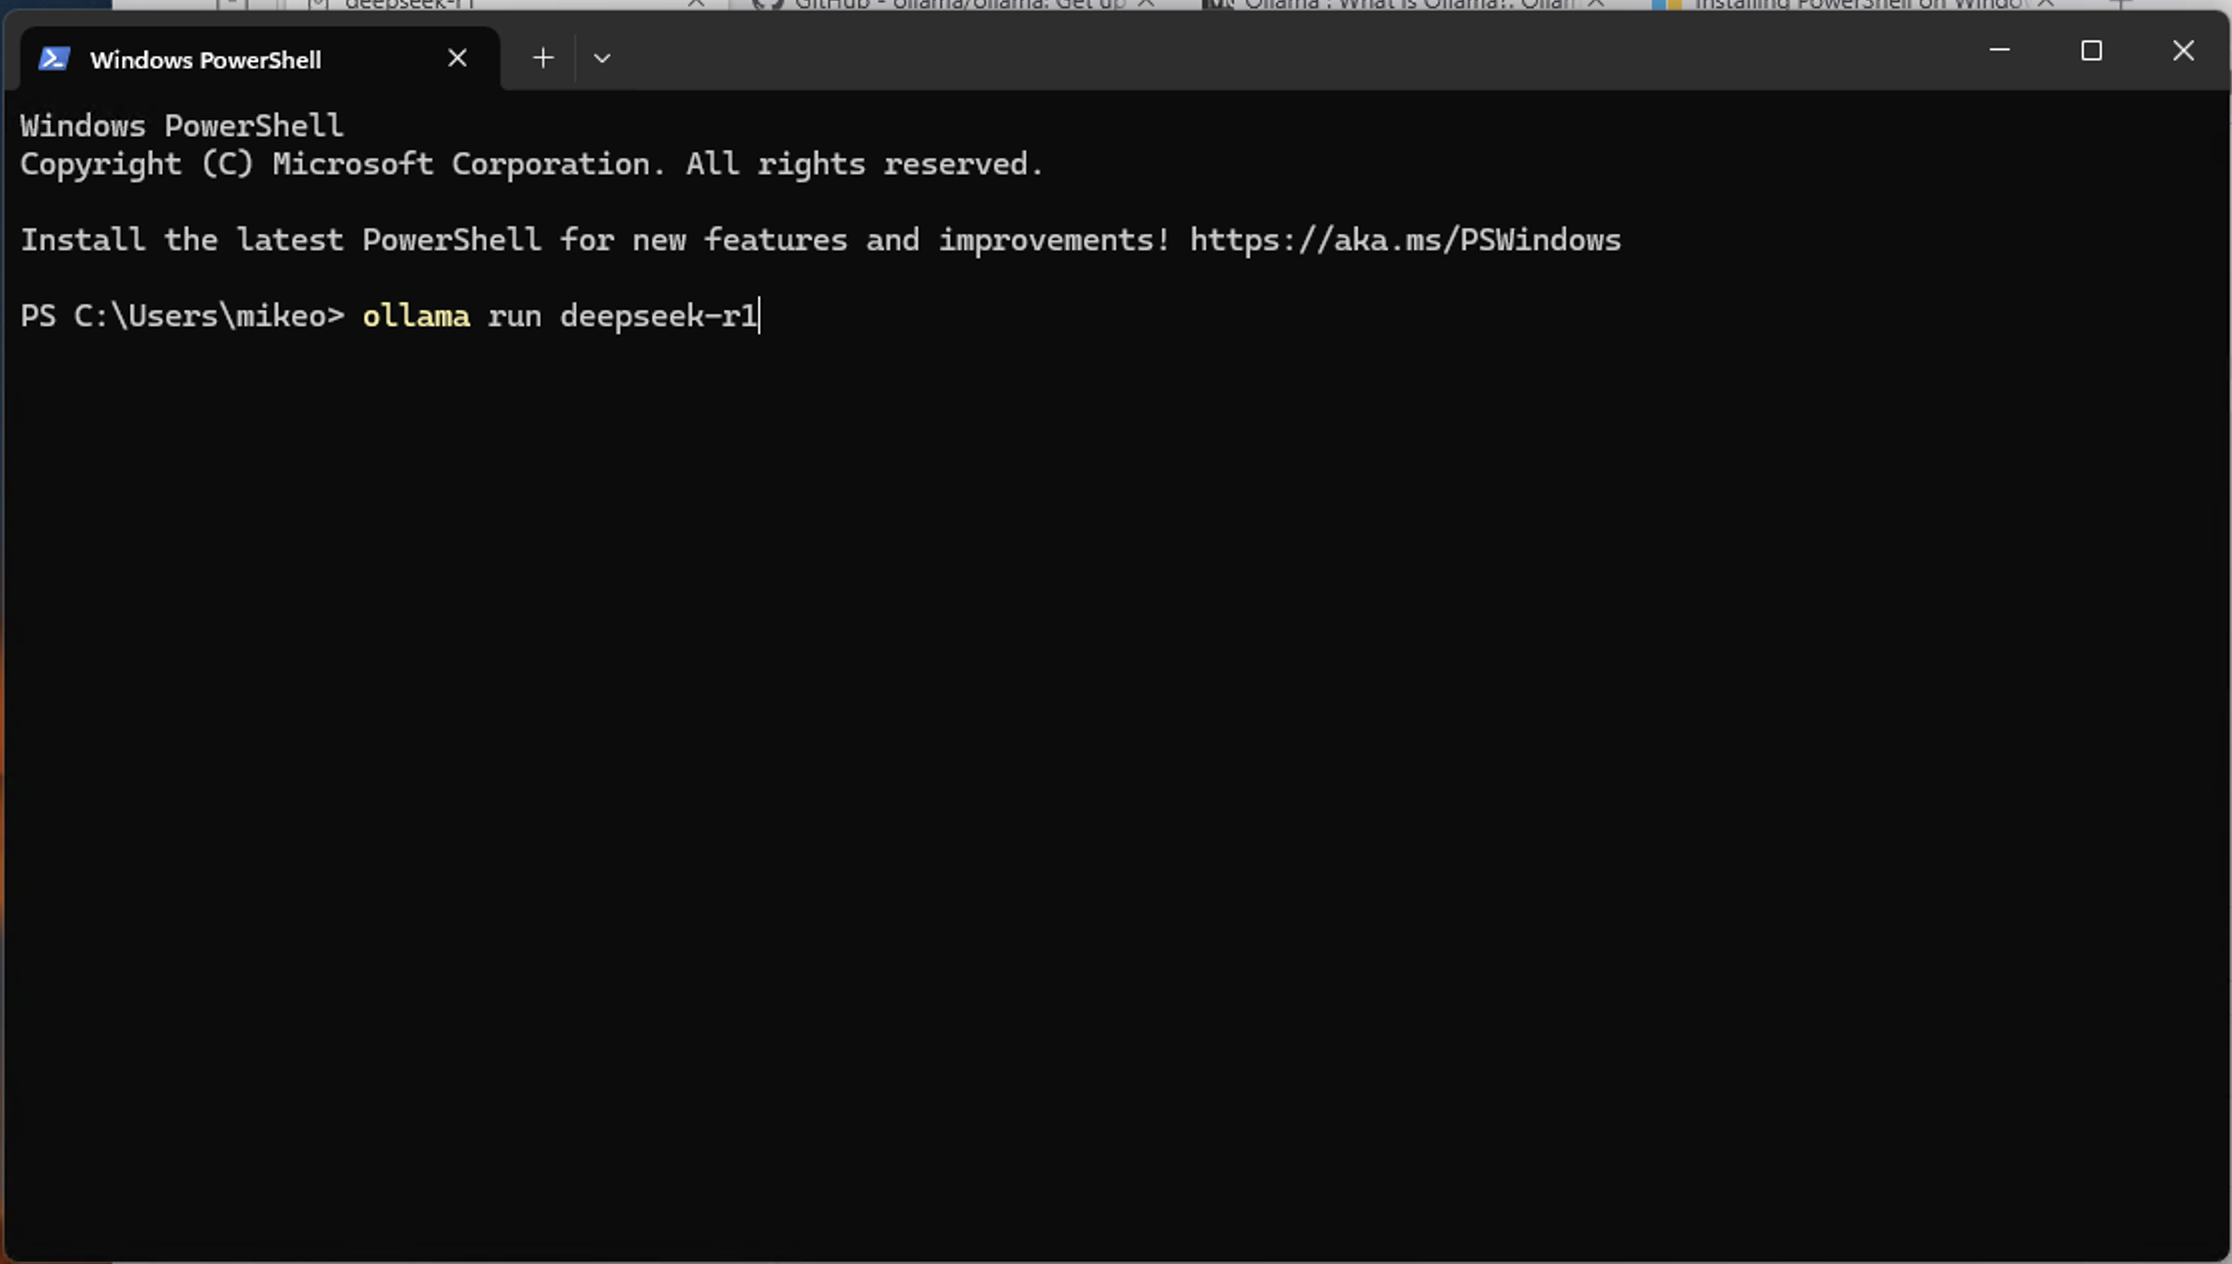 deepseek-r1
GitHub - ollama/ollama: Get up
Ollama : What is Ollama?. Ollam
Installing PowerShell on Windo
Windows PowerShell
Windows PowerShell
Copyright (C) Microsoft Corporation. All rights reserved.
Install the latest PowerShell for new features and improvements! https://aka.ms/PSWindows
PS C:\Users\mikeo> ollama run deepseek-r1